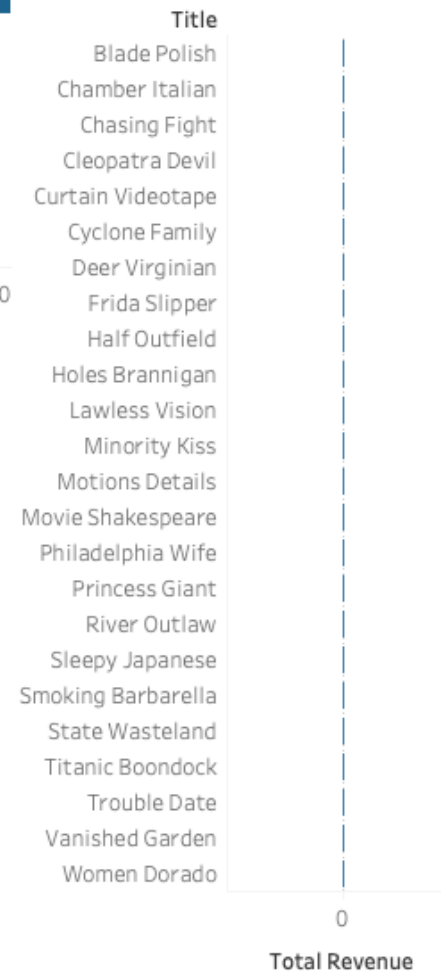 Title
Blade Polish
Chamber Italian
Chasing Fight
Cleopatra Devil
Curtain Videotape
Cyclone Family
Deer Virginian
0
Frida Slipper
Half Outfield
Holes Brannigan
Lawless Vision
Minority Kiss
Motions Details
Movie Shakespeare
Philadelphia Wife
Princess Giant
River Outlaw
Sleepy Japanese
Smoking Barbarella
State Wasteland
Titanic Boondock
Trouble Date
Vanished Garden
Women Dorado
0
Total Revenue